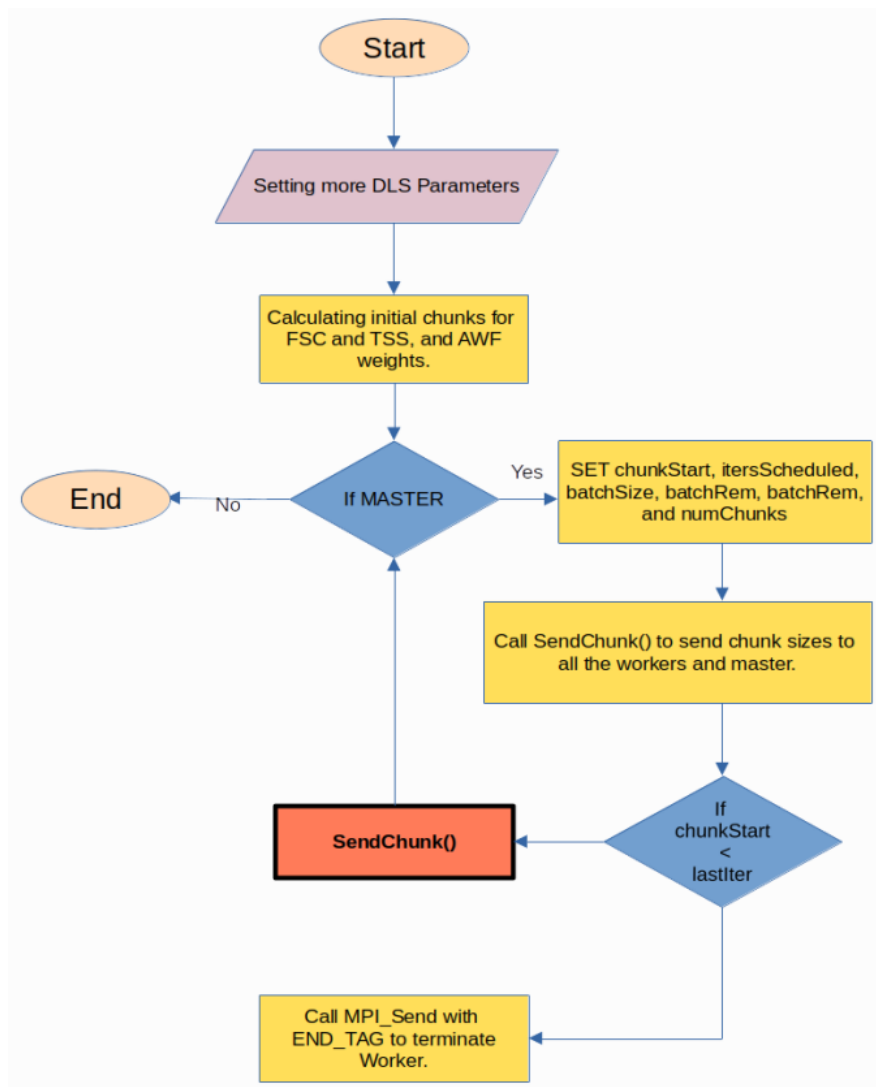 Start
Setting more DLS Parameters
Calculating initial chunks for
FSC and TSS, and AWF
weights.
End
No
If MASTER
Yes
SET chunkStart, itersScheduled,
batchSize, batchRem, batchRem,
and numChunks
Call SendChunk() to send chunk sizes to
all the workers and master.
SendChunk()
If
chunkStart
<
lastIter
Call MPI_Send with
END_TAG to terminate
Worker.